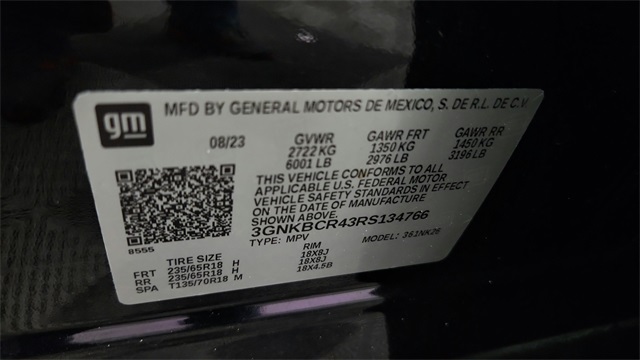 gm MFD BY GENERAL MOTORS DE MEXICO, S. DE R.L. DE C.V.
08/23 GVWR GAWR FRT GAWR RR
2722 KG 1350 KG 1450 KG
6001 LB 2976 LB 3196 LB
THIS VEHICLE CONFORMS TO ALL
APPLICABLE U.S. FEDERAL MOTOR
VEHICLE SAFETY STANDARDS IN EFFECT
ON THE DATE OF MANUFACTURE
SHOWN ABOVE.
3GNKBCR43RS134766
8555 TYPE: MPV MODEL: 3S1NK26
TIRE SIZE RIM
FRT 235/65R18 H 18X8J
RR 235/65R18 H 18X8J
SPA T135/70R18 M 18X4.5B